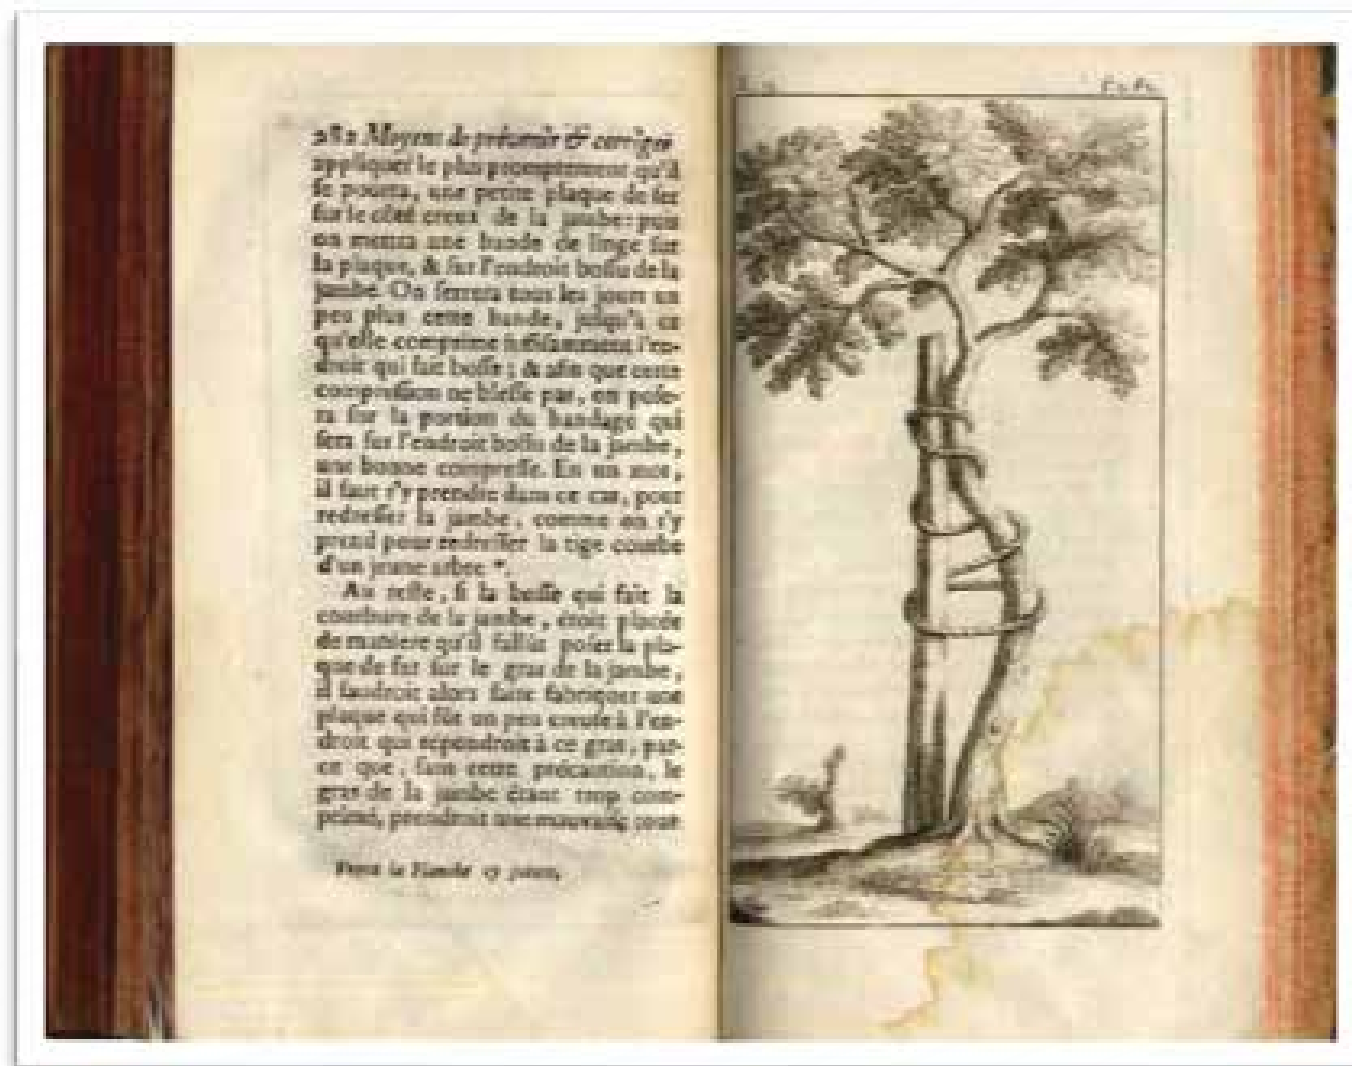 282 Moyens de prévenir & corriger
appliquer le plus promptement qu'il
se pourra, une petite plaque de fer
sur le côté creux de la jambe: puis
on mettra une bande de linge sur
la plaque, & sur l'endroit bossu de la
jambe. On serrera tous les jours un
peu plus cette bande, jusqu'à ce
qu'elle comprime suffisamment l'en-
droit qui fait bosse; & afin que cette
compression ne blesse pas, on pose-
ra sur la portion du bandage qui
sera sur l'endroit bossu de la jambe,
une bonne compresse. En un mot,
il faut s'y prendre dans ce cas, pour
redresser la jambe, comme on s'y
prend pour redresser la tige courbe
d'un jeune arbre *.
Au reste, si la bosse qui fait la
courbure de la jambe, étoit placée
de maniere qu'il fallût poser la pla-
que de fer sur le gras de la jambe,
il faudroit alors faire fabriquer une
plaque qui fût un peu creuse à l'en-
droit qui répondroit à ce gras, par-
ce que, sans cette précaution, le
gras de la jambe étant trop com-
primé, prendroit une mauvaise tour-
Voyez la Planche cy jointe,